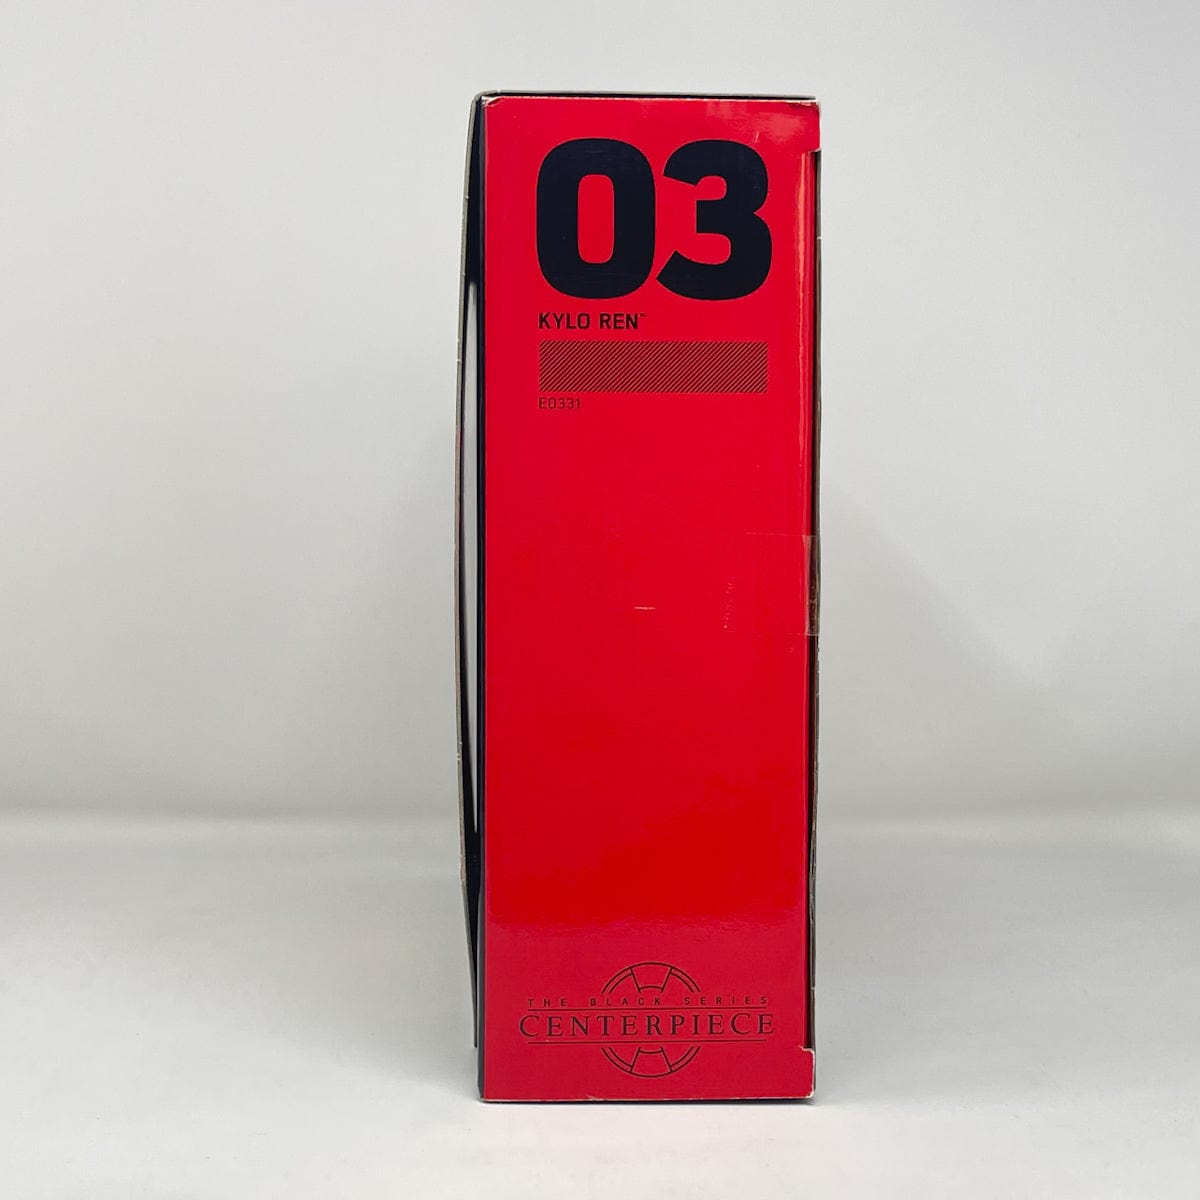 03
KYLO REN™
E0331
THE BLACK SERIES
CENTERPIECE